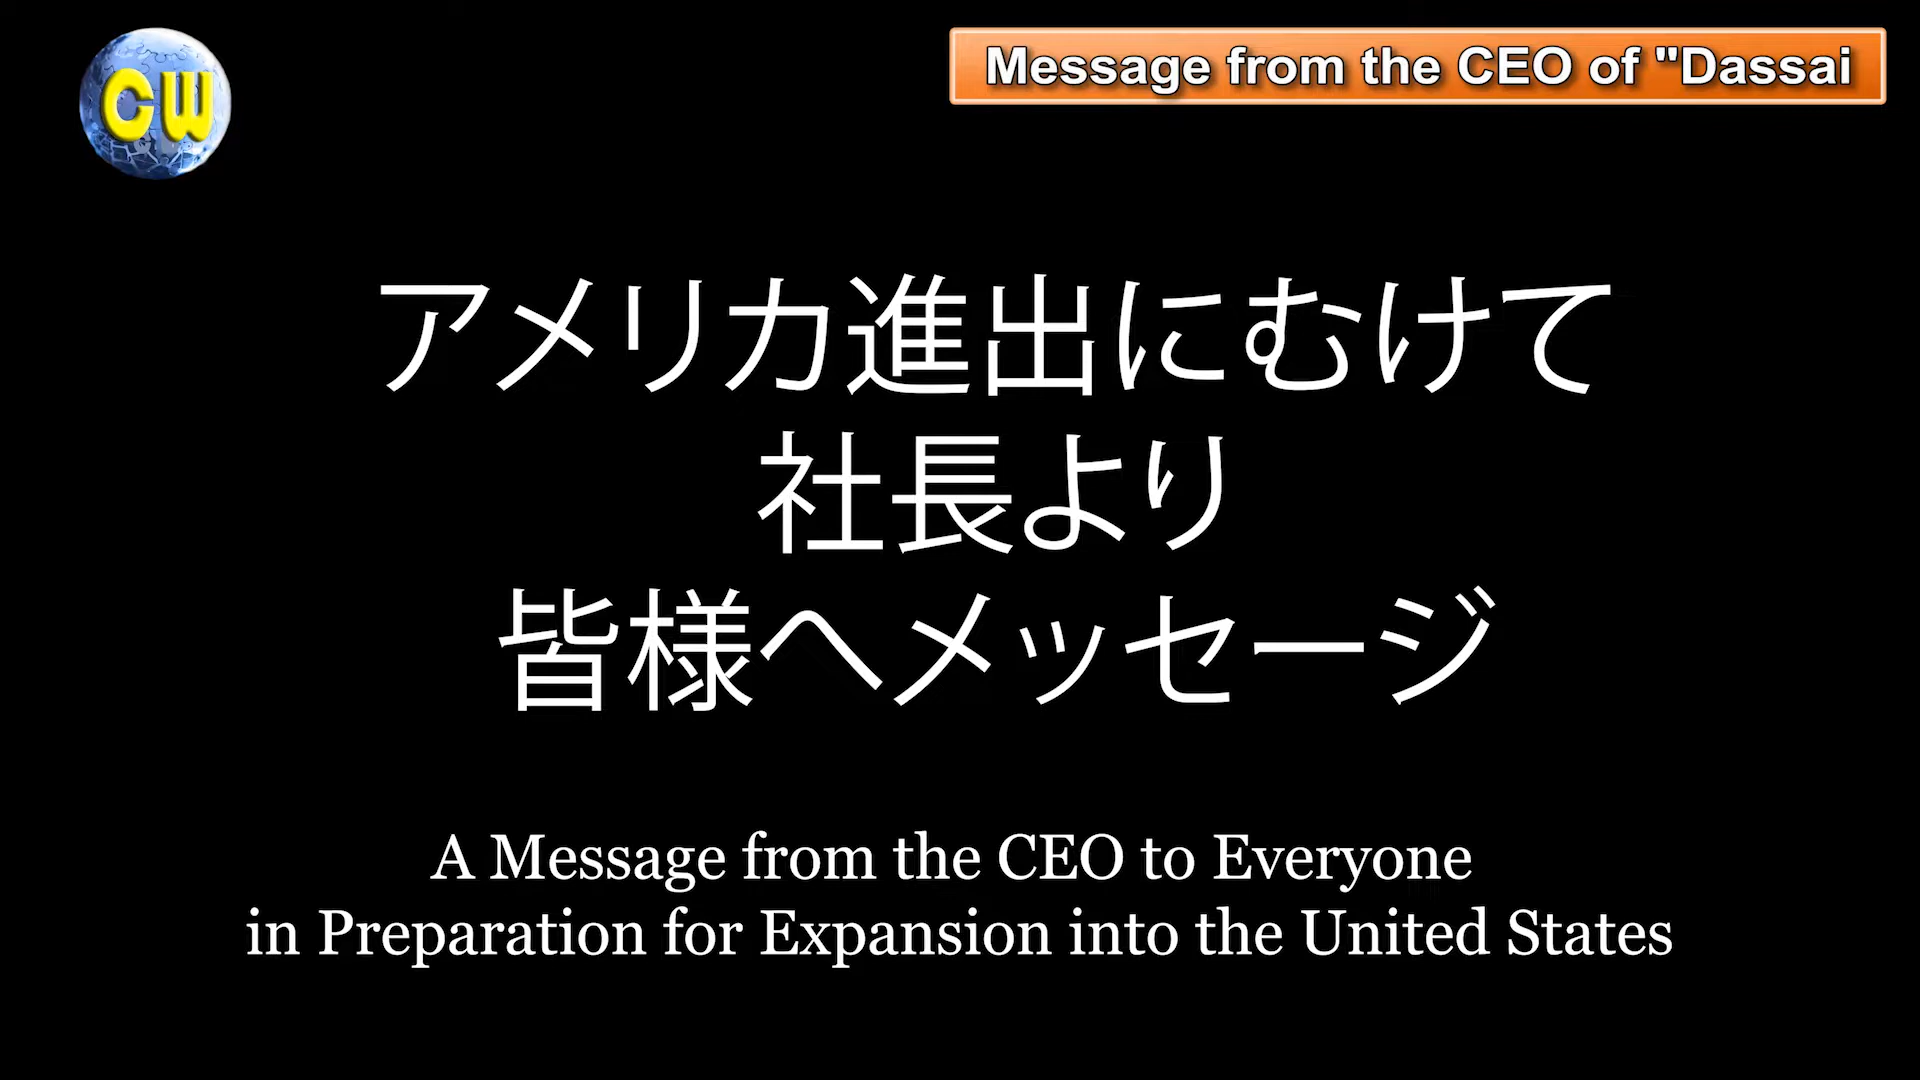 CW
Message from the CEO of "Dassai
アメリカ進出にむけて
社長より
皆様へメッセージ
A Message from the CEO to Everyone
in Preparation for Expansion into the United States